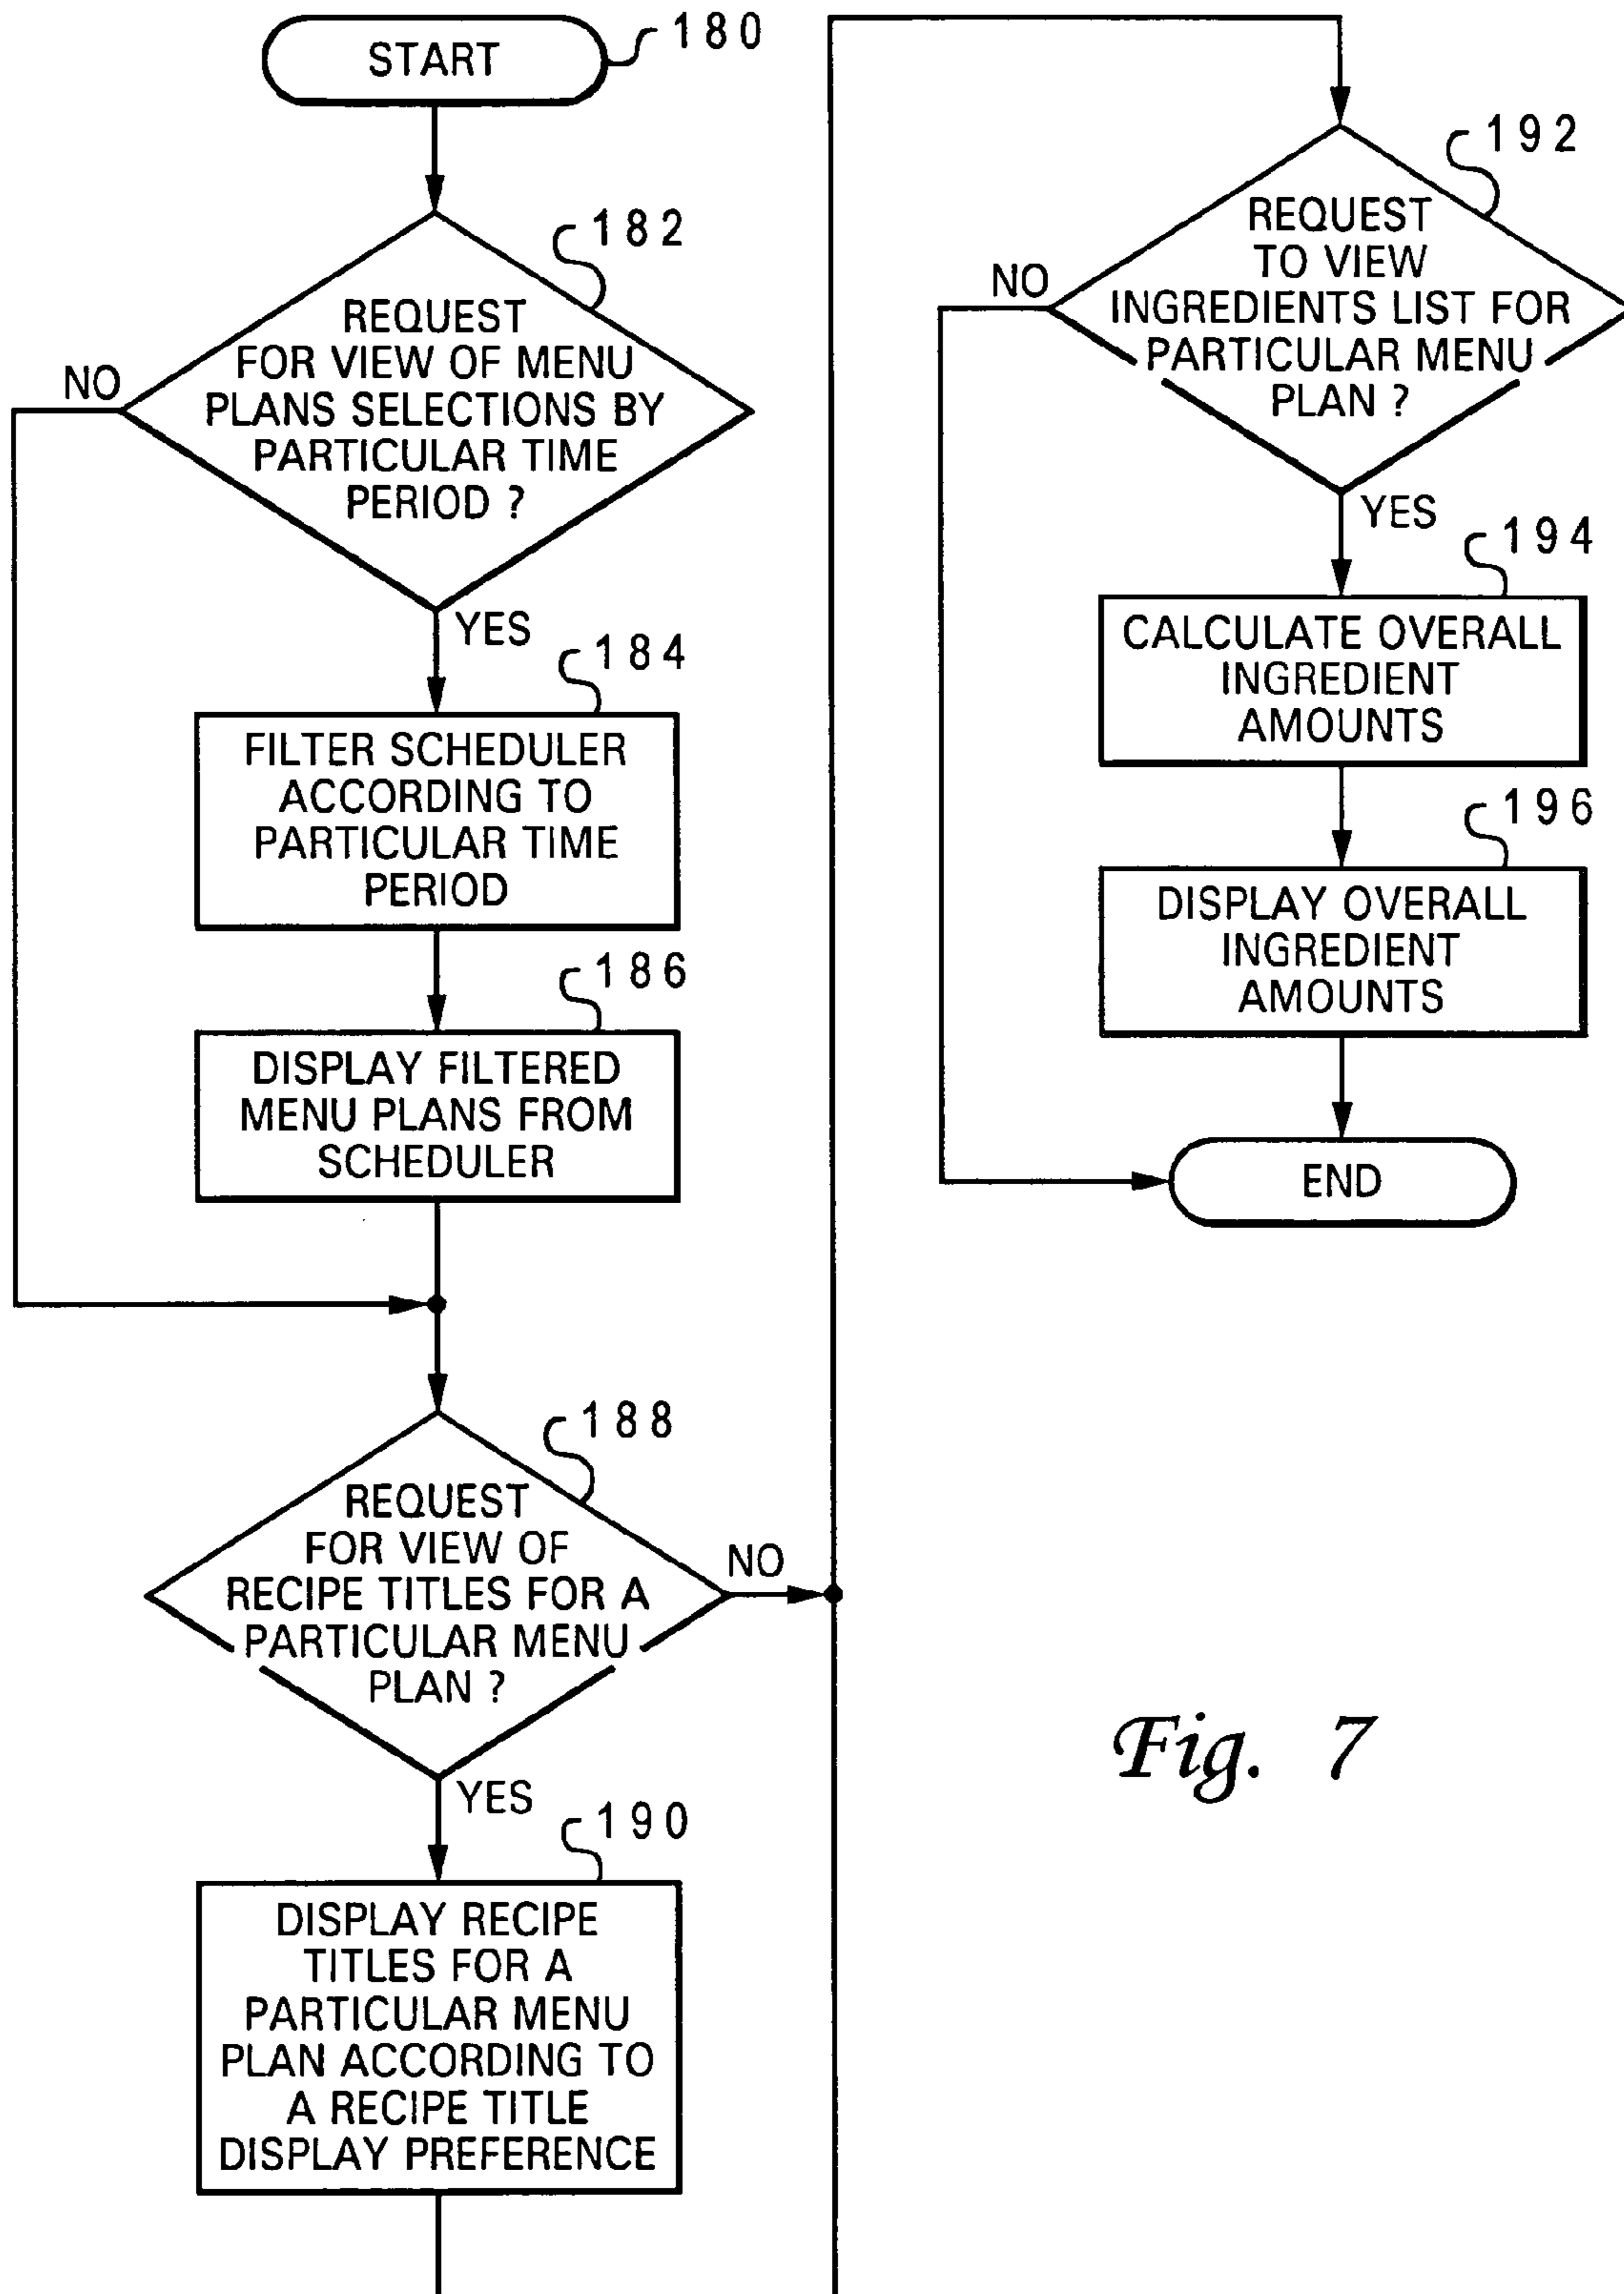 START
180
182
REQUEST
FOR VIEW OF MENU
PLANS SELECTIONS BY
PARTICULAR TIME
PERIOD ?
NO
YES
184
FILTER SCHEDULER
ACCORDING TO
PARTICULAR TIME
PERIOD
186
DISPLAY FILTERED
MENU PLANS FROM
SCHEDULER
188
REQUEST
FOR VIEW OF
RECIPE TITLES FOR A
PARTICULAR MENU
PLAN ?
NO
YES
190
DISPLAY RECIPE
TITLES FOR A
PARTICULAR MENU
PLAN ACCORDING TO
A RECIPE TITLE
DISPLAY PREFERENCE
192
REQUEST
TO VIEW
INGREDIENTS LIST FOR
PARTICULAR MENU
PLAN ?
NO
YES
194
CALCULATE OVERALL
INGREDIENT
AMOUNTS
196
DISPLAY OVERALL
INGREDIENT
AMOUNTS
END
Fig. 7